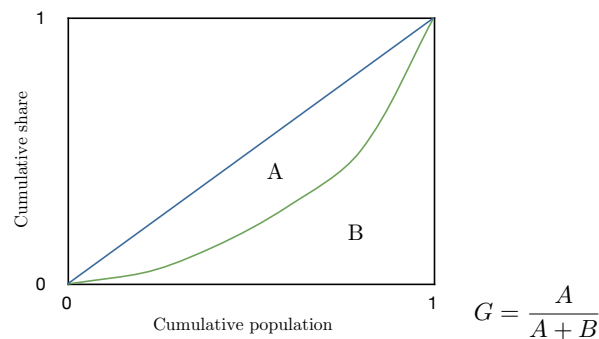 1
Cumulative share
A
B
0
0
1
Cumulative population
G = A / (A + B)